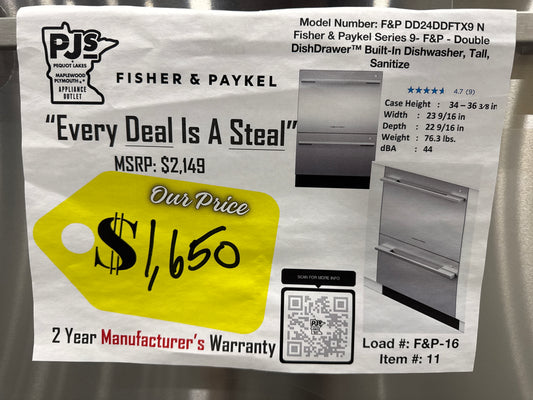 PJs
PEQUOT LAKES
MAPLEWOOD
PLYMOUTH
APPLIANCE
OUTLET
FISHER & PAYKEL
"Every Deal Is A Steal"
MSRP: $2,149
Our Price
$1,650
2 Year Manufacturer's Warranty
Model Number: F&P DD24DDFTX9 N
Fisher & Paykel Series 9- F&P - Double
DishDrawer™ Built-In Dishwasher, Tall,
Sanitize
4.7 (9)
Case Height : 34 – 36 1/8 in
Width : 23 9/16 in
Depth : 22 9/16 in
Weight : 76.3 lbs.
dBA : 44
SCAN FOR MORE INFO
PJs
Load #: F&P-16
Item #: 11